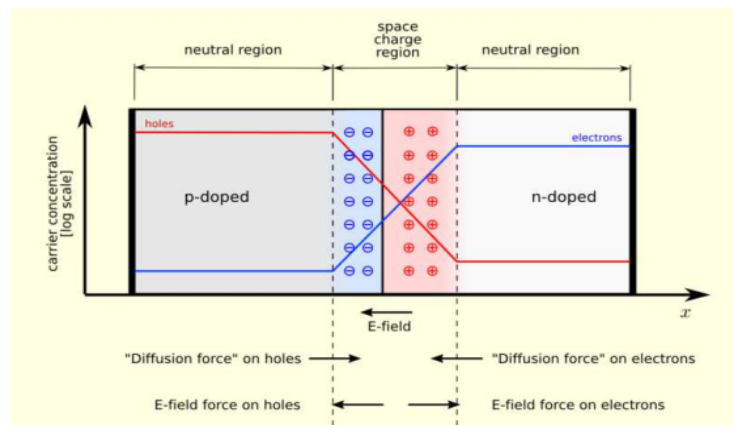 space
charge
region
neutral region
neutral region
holes
electrons
p-doped
n-doped
carrier concentration
[log scale]
x
E-field
"Diffusion force" on holes
"Diffusion force" on electrons
E-field force on holes
E-field force on electrons